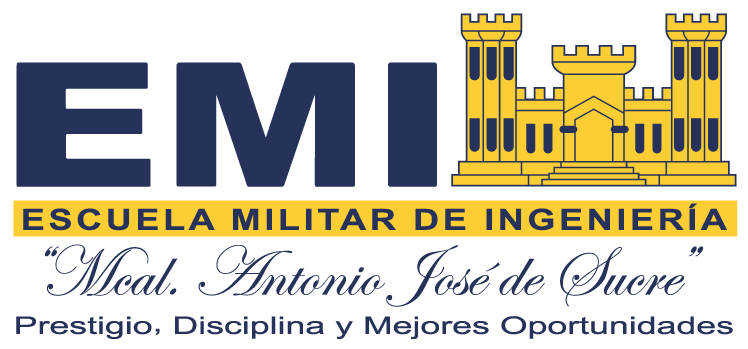 EMI
ESCUELA MILITAR DE INGENIERÍA
“Mcal. Antonio José de Sucre”
Prestigio, Disciplina y Mejores Oportunidades